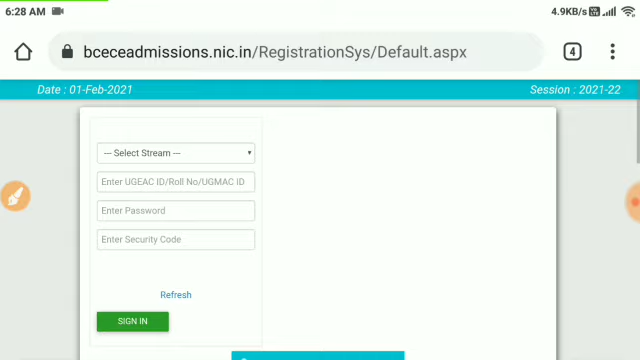 6:28 AM 4.9KB/s
bceceadmissions.nic.in/RegistrationSys/Default.aspx 4
Date : 01-Feb-2021 Session : 2021-22
--- Select Stream ---
Enter UGEAC ID/Roll No/UGMAC ID
Enter Password
Enter Security Code
Refresh
SIGN IN